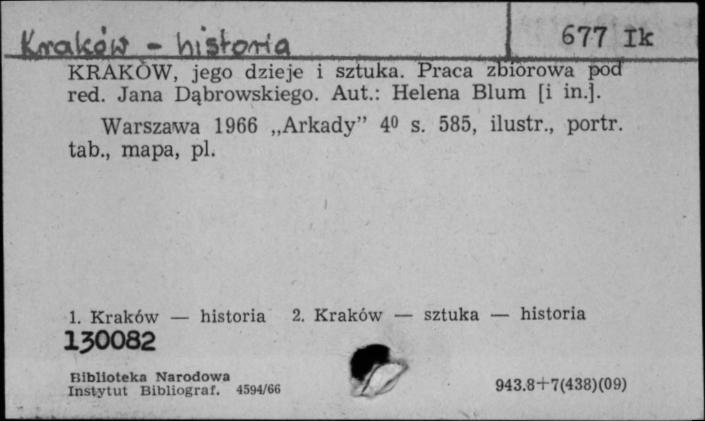 Kraków - historia
677 Ik
KRAKÓW, jego dzieje i sztuka. Praca zbiorowa pod
red. Jana Dąbrowskiego. Aut.: Helena Blum [i in.].
Warszawa 1966 „Arkady” 4⁰ s. 585, ilustr., portr.
tab., mapa, pl.
1. Kraków — historia 2. Kraków — sztuka — historia
130082
Biblioteka Narodowa
Instytut Bibliograf. 4594/66
943.8+7(438)(09)